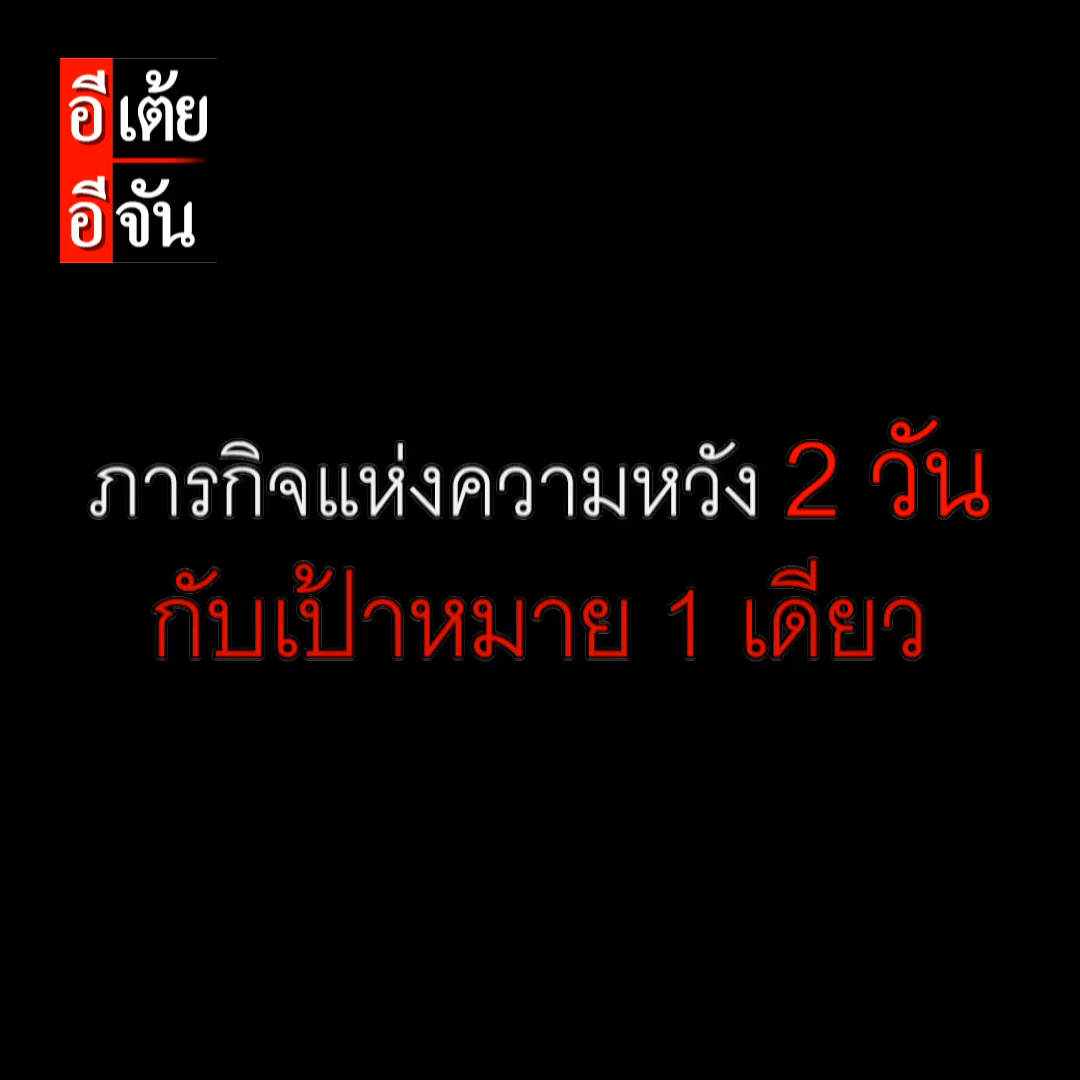 อีเต้ย
อีจัน
ภารกิจแห่งความหวัง 2 วัน
กับเป้าหมาย 1 เดียว